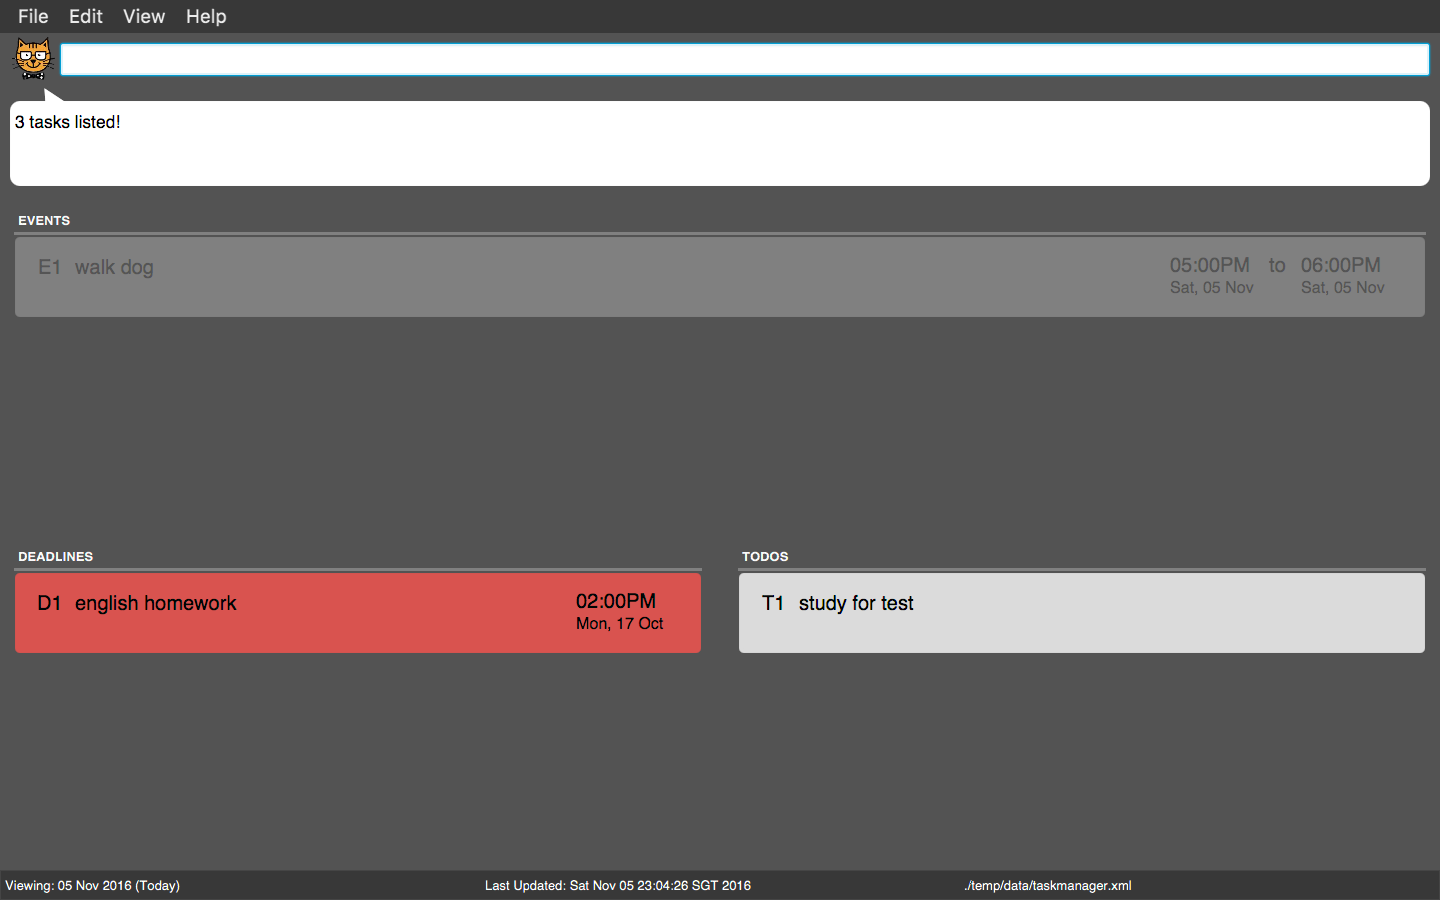 File Edit View Help
3 tasks listed!
EVENTS
E1 walk dog 05:00PM to 06:00PM
Sat, 05 Nov Sat, 05 Nov
DEADLINES
D1 english homework 02:00PM
Mon, 17 Oct
TODOS
T1 study for test
Viewing: 05 Nov 2016 (Today) Last Updated: Sat Nov 05 23:04:26 SGT 2016 ./temp/data/taskmanager.xml